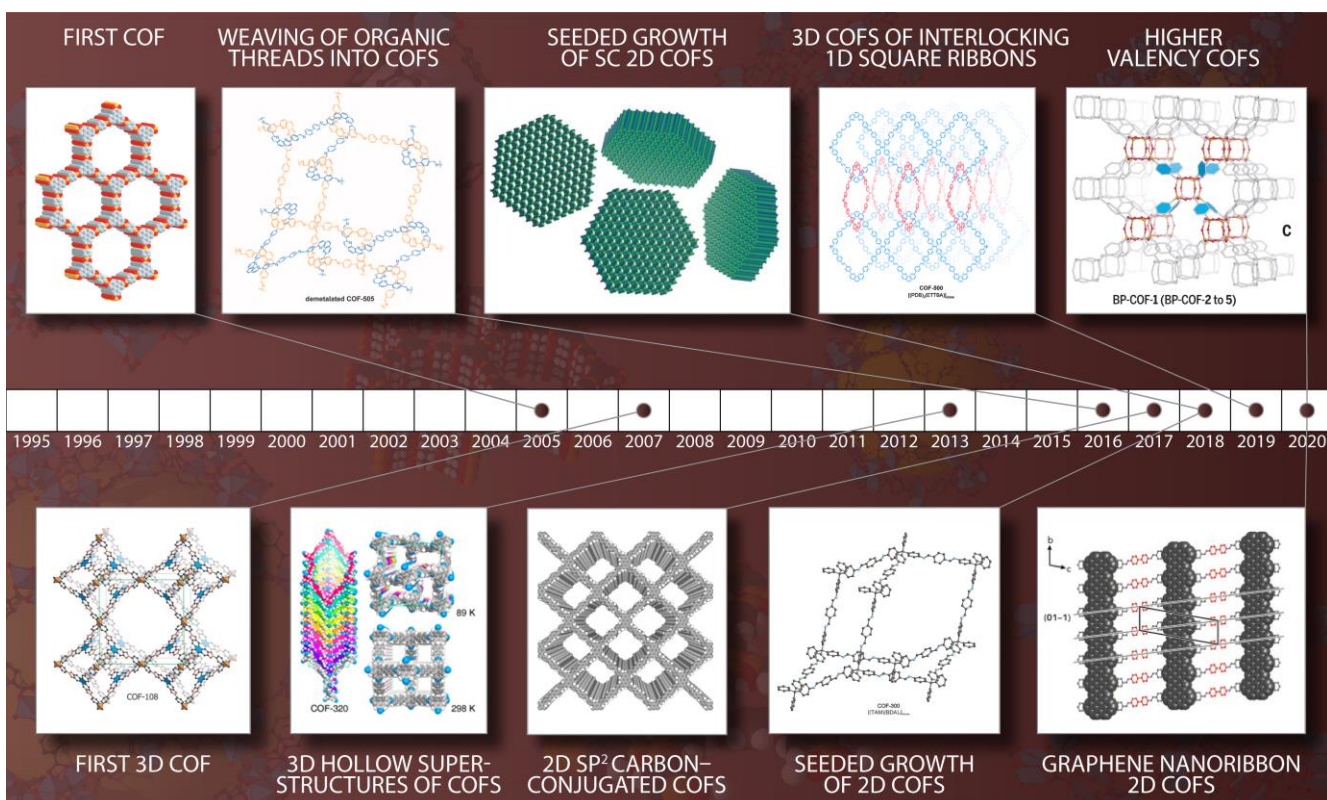 FIRST COF
WEAVING OF ORGANIC
THREADS INTO COFS
SEEDED GROWTH
OF SC 2D COFS
3D COFS OF INTERLOCKING
1D SQUARE RIBBONS
HIGHER
VALENCY COFS
demetalated COF-505
COF-500
C
BP-COF-1 (BP-COF-2 to 5)
1995 1996 1997 1998 1999 2000 2001 2002 2003 2004 2005 2006 2007 2008 2009 2010 2011 2012 2013 2014 2015 2016 2017 2018 2019 2020
COF-108
COF-320
89 K
298 K
COF-300
b
c
(01−1)
FIRST 3D COF
3D HOLLOW SUPER-
STRUCTURES OF COFS
2D SP² CARBON–
CONJUGATED COFS
SEEDED GROWTH
OF 2D COFS
GRAPHENE NANORIBBON
2D COFS